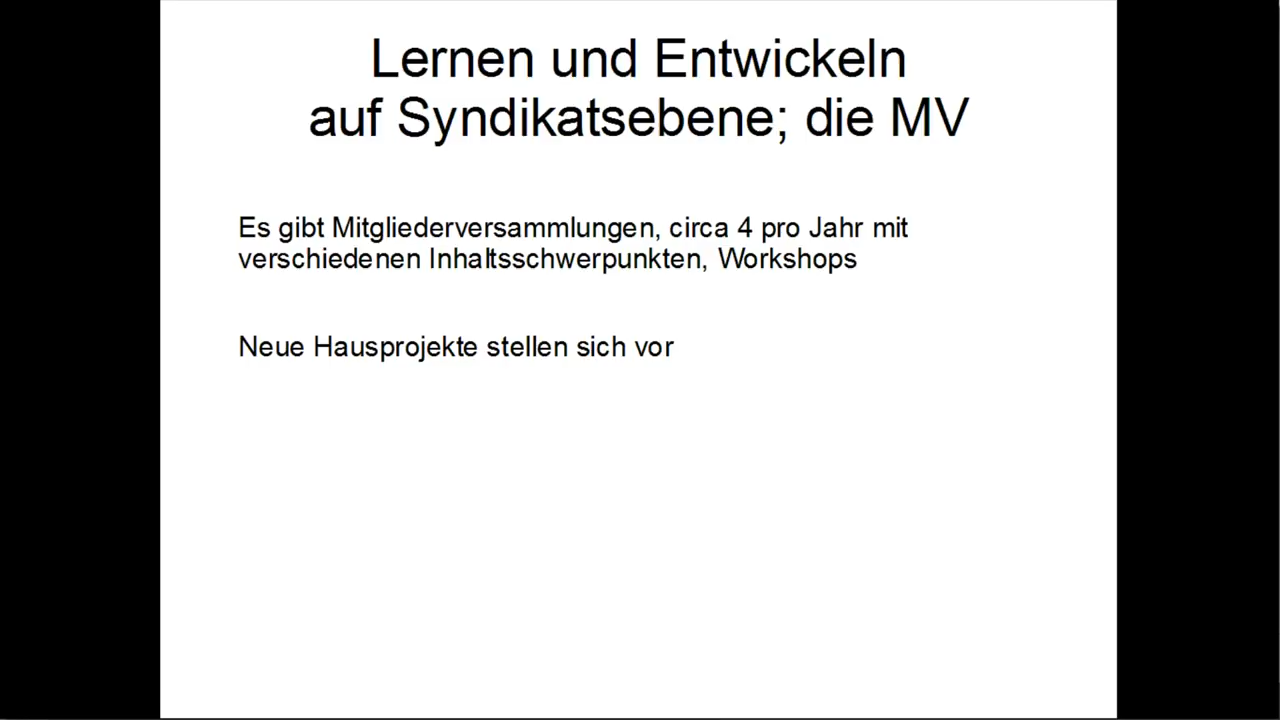 Lernen und Entwickeln
auf Syndikatsebene; die MV
Es gibt Mitgliederversammlungen, circa 4 pro Jahr mit
verschiedenen Inhaltsschwerpunkten, Workshops
Neue Hausprojekte stellen sich vor